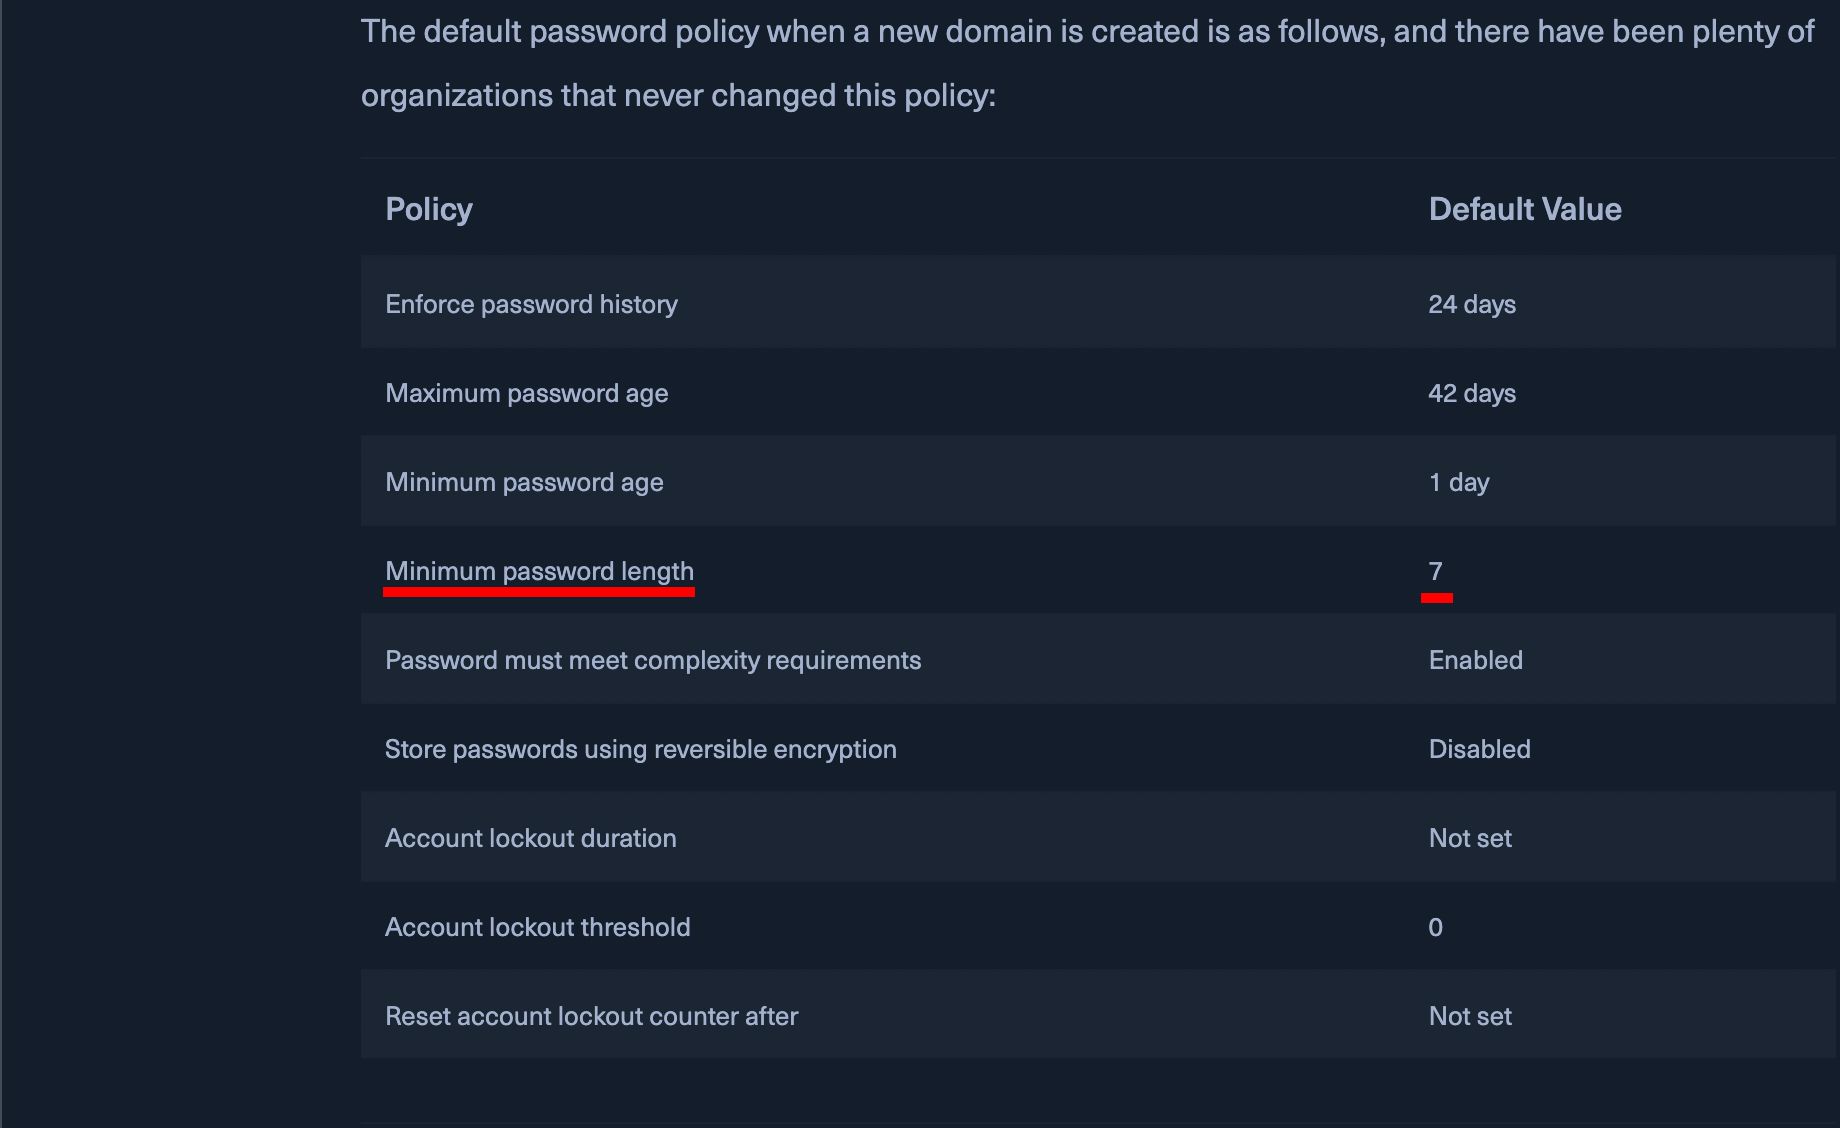 The default password policy when a new domain is created is as follows, and there have been plenty of
organizations that never changed this policy:
Policy Default Value
Enforce password history 24 days
Maximum password age 42 days
Minimum password age 1 day
Minimum password length 7
Password must meet complexity requirements Enabled
Store passwords using reversible encryption Disabled
Account lockout duration Not set
Account lockout threshold 0
Reset account lockout counter after Not set